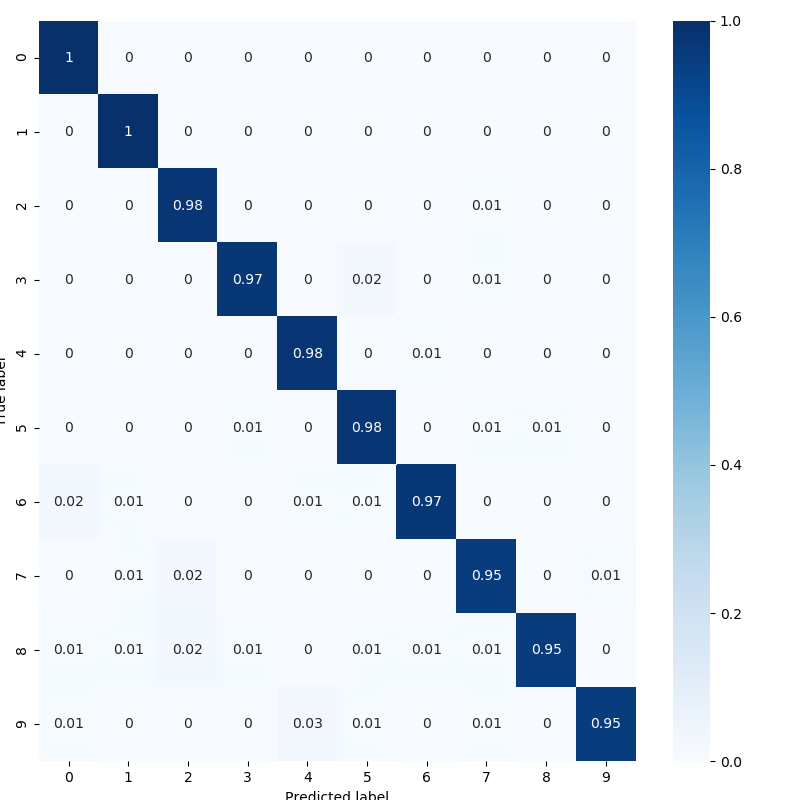 0 1 0 0 0 0 0 0 0 0 0
1 0 1 0 0 0 0 0 0 0 0
2 0 0 0.98 0 0 0 0 0.01 0 0
3 0 0 0 0.97 0 0.02 0 0.01 0 0
4 0 0 0 0 0.98 0 0.01 0 0 0
5 0 0 0 0.01 0 0.98 0 0.01 0.01 0
6 0.02 0.01 0 0 0.01 0.01 0.97 0 0 0
7 0 0.01 0.02 0 0 0 0 0.95 0 0.01
8 0.01 0.01 0.02 0.01 0 0.01 0.01 0.01 0.95 0
9 0.01 0 0 0 0.03 0.01 0 0.01 0 0.95
0 1 2 3 4 5 6 7 8 9
Predicted label
True label
1.0
0.8
0.6
0.4
0.2
0.0